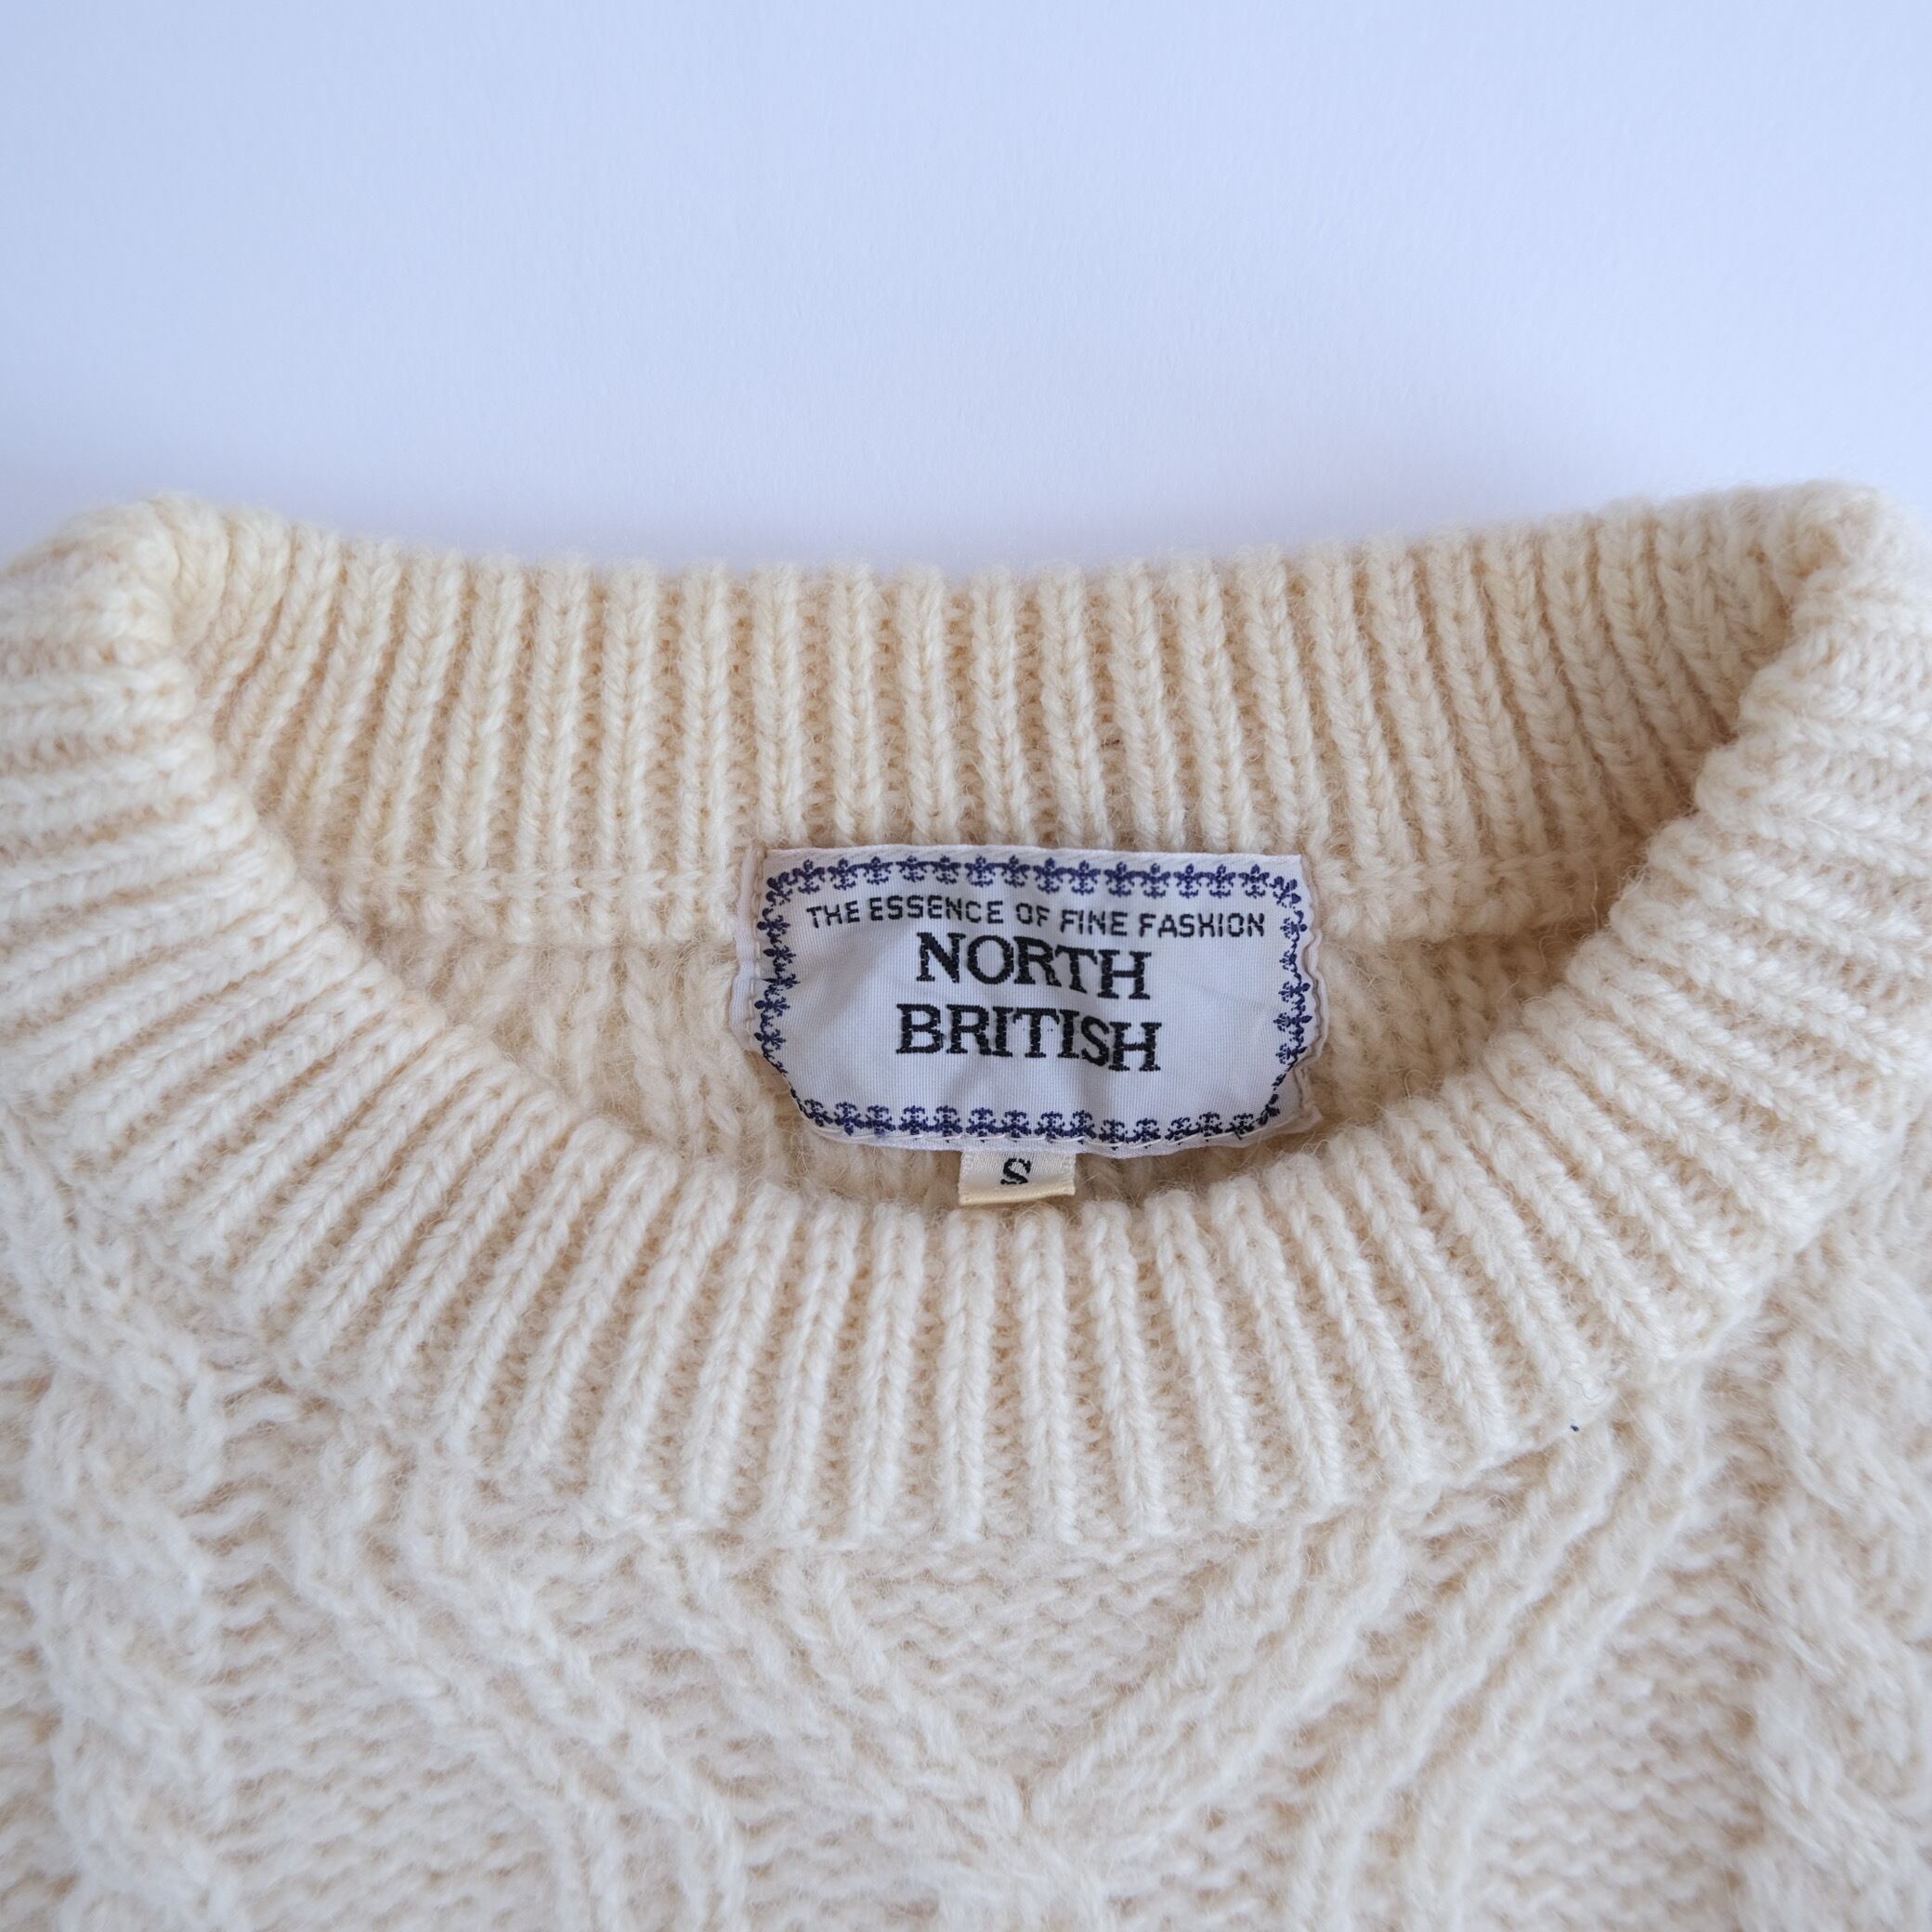 THE ESSENCE OF FINE FASHION
NORTH
BRITISH
S